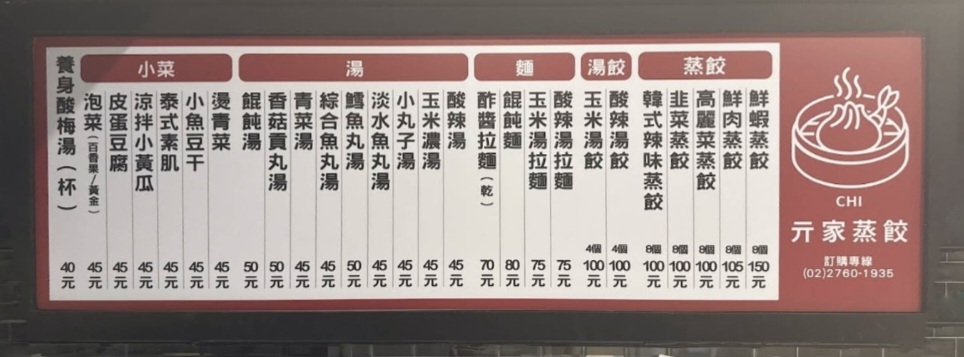 CHI
亓家蒸餃
訂購專線
(02)2760-1935
蒸餃
鮮蝦蒸餃 8個 150元
鮮肉蒸餃 8個 105元
高麗菜蒸餃 8個 100元
韭菜蒸餃 8個 100元
韓式辣味蒸餃 8個 100元
湯餃
酸辣湯餃 4個 100元
玉米湯餃 4個 100元
麵
酸辣湯拉麵 75元
玉米湯拉麵 75元
餛飩麵 80元
酢醬拉麵(乾) 70元
湯
酸辣湯 45元
玉米濃湯 45元
小丸子湯 45元
淡水魚丸湯 45元
鱈魚丸湯 50元
綜合魚丸湯 45元
青菜湯 45元
香菇貢丸湯 50元
餛飩湯 50元
小菜
燙青菜 45元
小魚豆干 45元
泰式素肌 45元
涼拌小黃瓜 45元
皮蛋豆腐 45元
泡菜(百香果/黃金) 45元
養身酸梅湯(杯) 40元